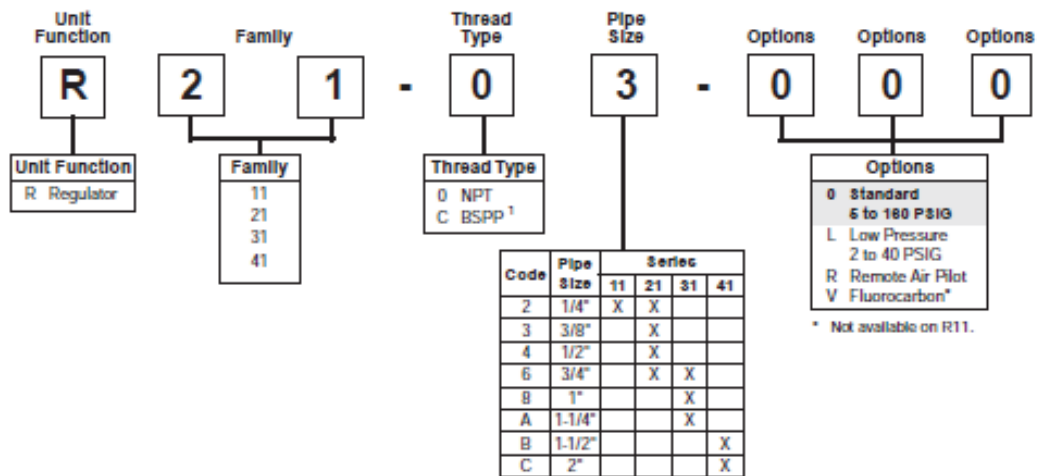 Unit Function Family Thread Type Pipe Size Options Options Options
R 2 1 - 0 3 - 0 0 0
Unit Function
R Regulator
Family
11
21
31
41
Thread Type
0 NPT
C BSPP 1
Code Pipe Size Series
11 21 31 41
2 1/4" X X
3 3/8" X
4 1/2" X
6 3/4" X X
8 1" X
A 1-1/4" X
B 1-1/2" X
C 2" X
Options
0 Standard
5 to 160 PSIG
L Low Pressure
2 to 40 PSIG
R Remote Air Pilot
V Fluorocarbon*
* Not available on R11.